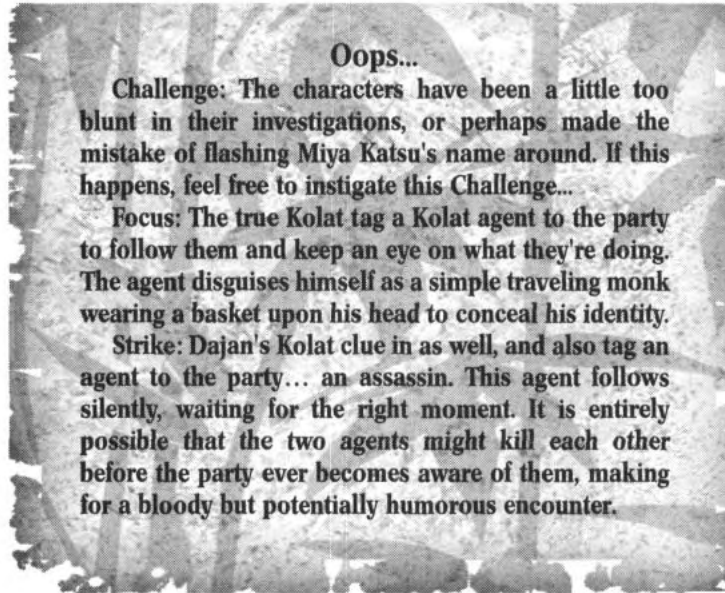 Oops...
Challenge: The characters have been a little too
blunt in their investigations, or perhaps made the
mistake of flashing Miya Katsu's name around. If this
happens, feel free to instigate this Challenge...
Focus: The true Kolat tag a Kolat agent to the party
to follow them and keep an eye on what they're doing.
The agent disguises himself as a simple traveling monk
wearing a basket upon his head to conceal his identity.
Strike: Dajan's Kolat clue in as well, and also tag an
agent to the party... an assassin. This agent follows
silently, waiting for the right moment. It is entirely
possible that the two agents might kill each other
before the party ever becomes aware of them, making
for a bloody but potentially humorous encounter.